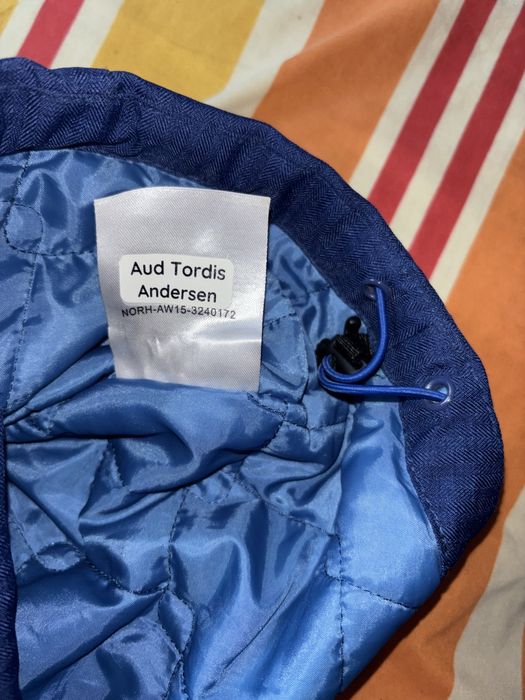 Aud Tordis
Andersen
NORH-AW15-3240172